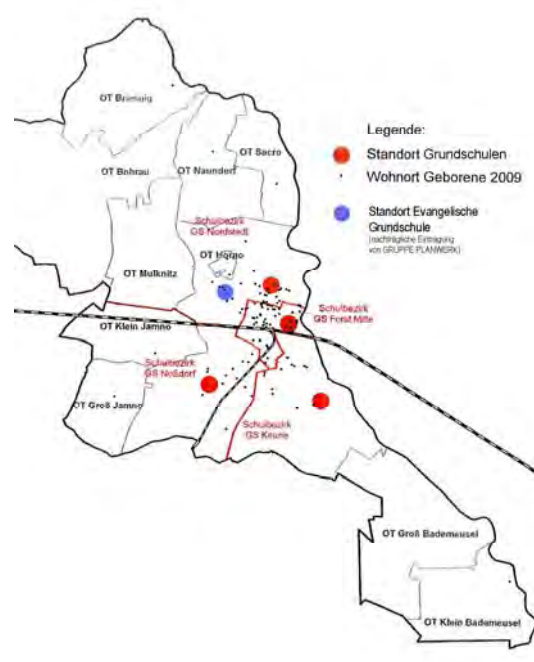 OT Briesnig
OT Bohrau
OT Naundorf
OT Sacro
Schulbezirk
GS Nordstadt
OT Horno
OT Mulknitz
OT Klein Jamno
Schulbezirk
GS Forst Mitte
Schulbezirk
GS Noßdorf
OT Groß Jamno
Schulbezirk
GS Keune
OT Groß Bademeusel
OT Klein Bademeusel
Legende:
Standort Grundschulen
Wohnort Geborene 2009
Standort Evangelische
Grundschule
(nachträgliche Eintragung
von GRUPPE PLANWERK)